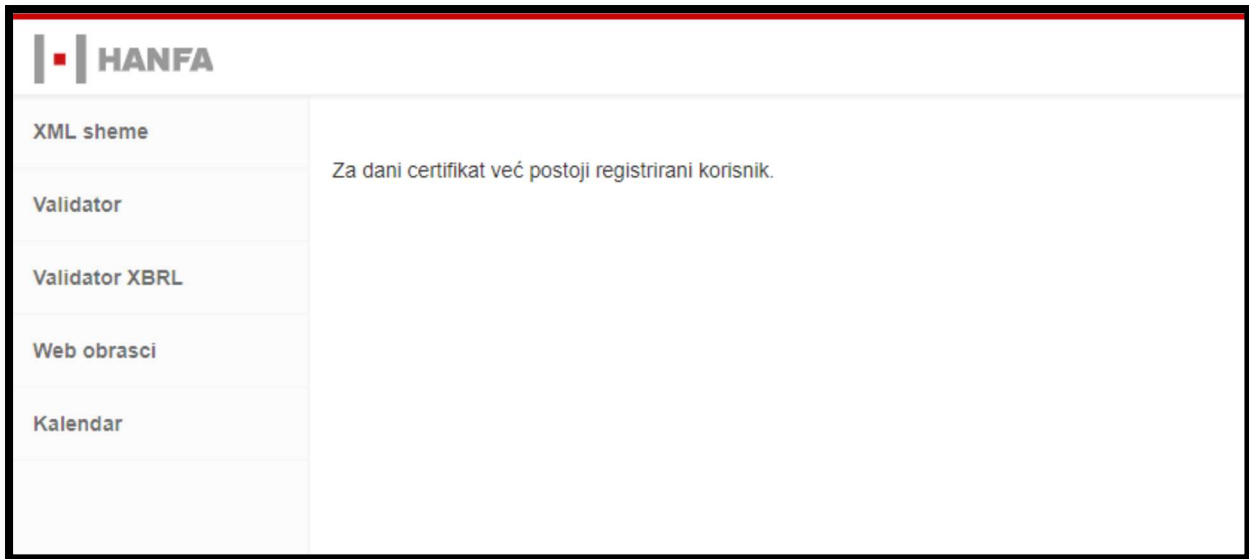 HANFA
XML sheme
Za dani certifikat već postoji registrirani korisnik.
Validator
Validator XBRL
Web obrasci
Kalendar